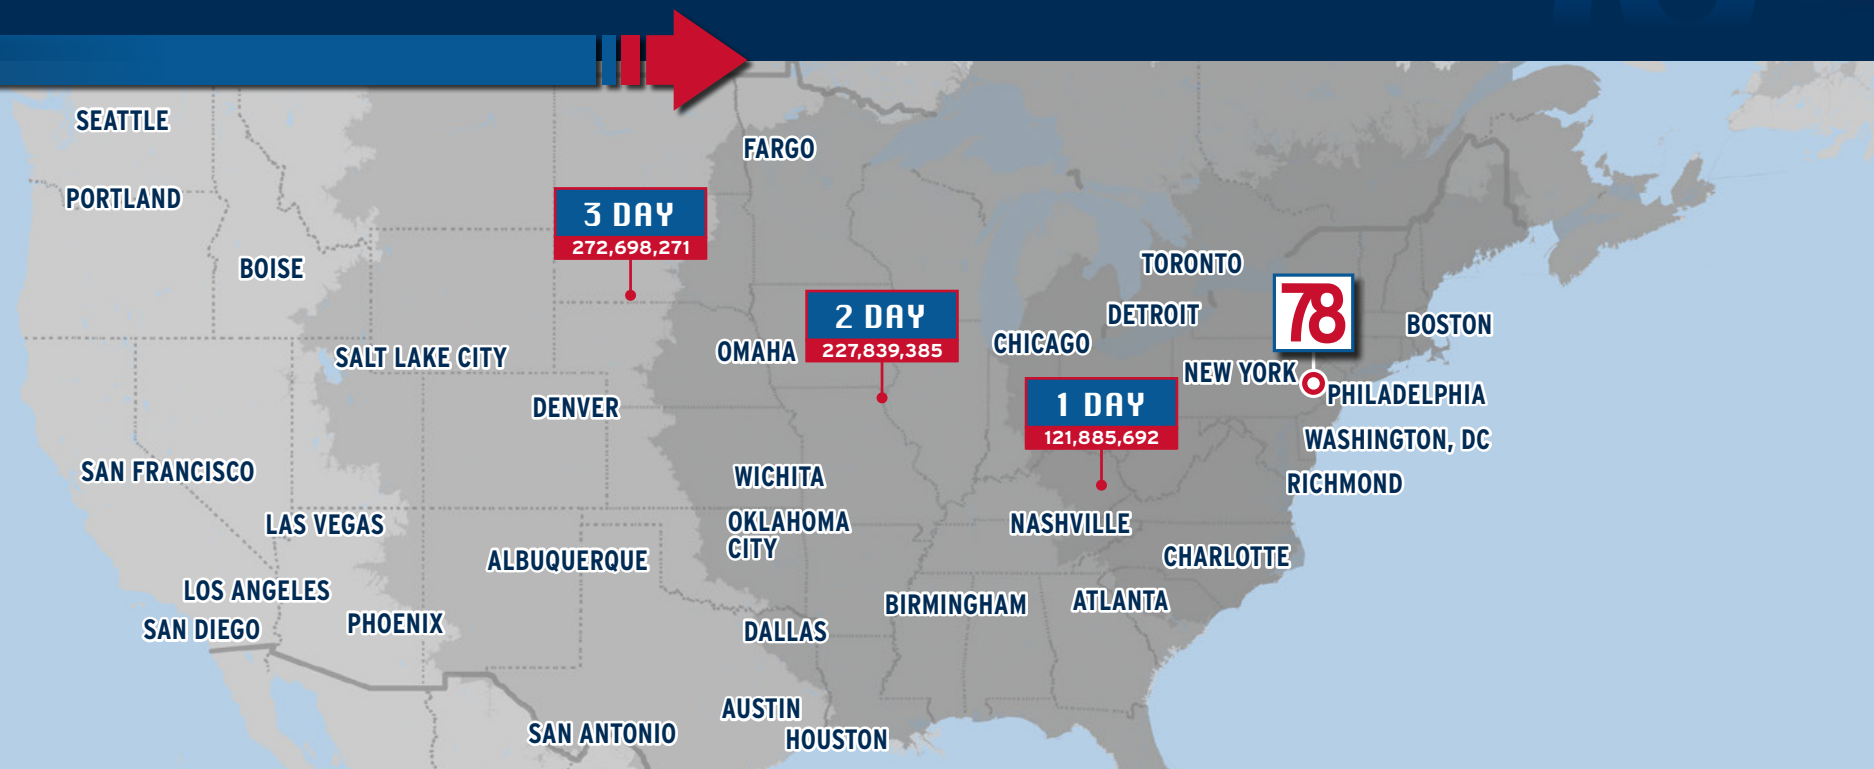 SEATTLE
FARGO
PORTLAND
3 DAY
272,698,271
TORONTO
BOISE
78
2 DAY
227,839,385
DETROIT
BOSTON
CHICAGO
OMAHA
SALT LAKE CITY
NEW YORK
PHILADELPHIA
DENVER
1 DAY
121,885,692
WASHINGTON, DC
SAN FRANCISCO
WICHITA
RICHMOND
LAS VEGAS
OKLAHOMA
CITY
NASHVILLE
ALBUQUERQUE
CHARLOTTE
LOS ANGELES
BIRMINGHAM
ATLANTA
SAN DIEGO
PHOENIX
DALLAS
AUSTIN
SAN ANTONIO
HOUSTON